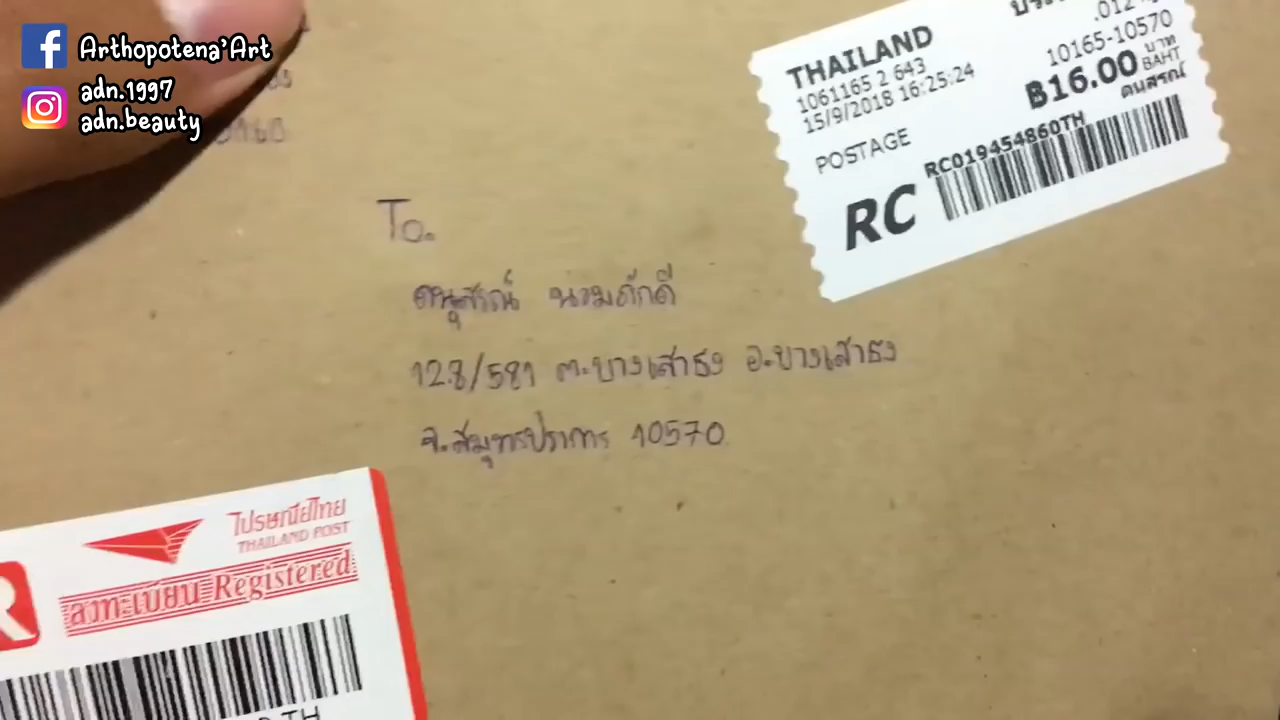 Arthopotena'Art
adn.1997
adn.beauty
THAILAND
1061165 2 643
15/9/2018 16:25:24
.012
10165-10570
฿16.00 บาท BAHT
POSTAGE
RC019454860TH
RC
To.
12.8/581 ต.บางเสาธง อ.บางเสาธง
จ.สมุทรปราการ 10570
ไปรษณีย์ไทย
THAILAND POST
ลงทะเบียน Registered
R
TH